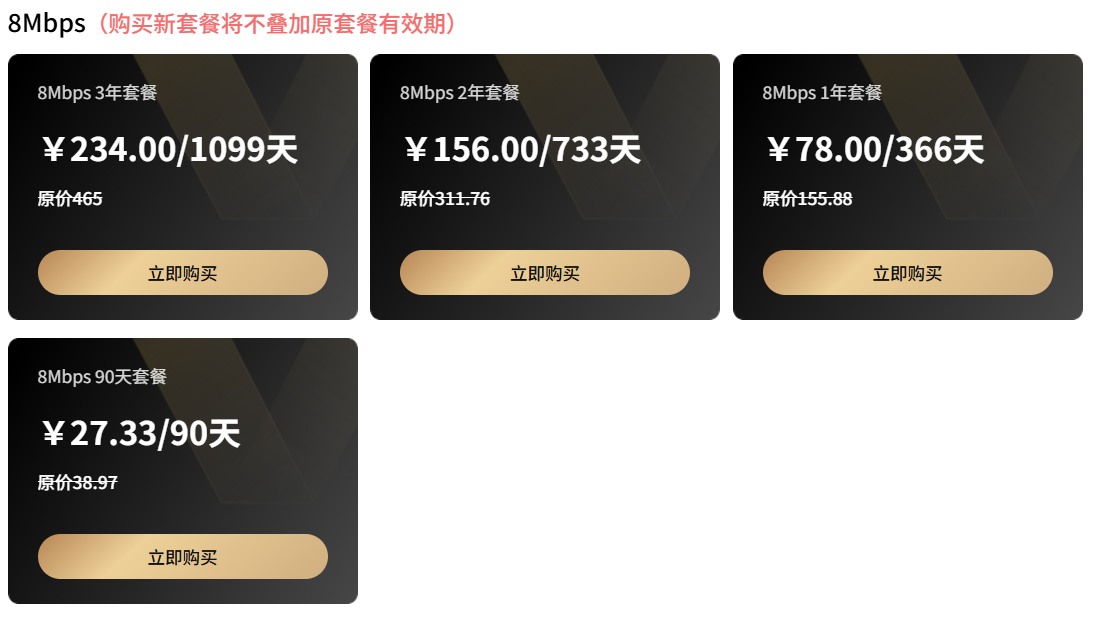 8Mbps（购买新套餐将不叠加原套餐有效期）
8Mbps 3年套餐
￥234.00/1099天
原价465
立即购买
8Mbps 2年套餐
￥156.00/733天
原价311.76
立即购买
8Mbps 1年套餐
￥78.00/366天
原价155.88
立即购买
8Mbps 90天套餐
￥27.33/90天
原价38.97
立即购买